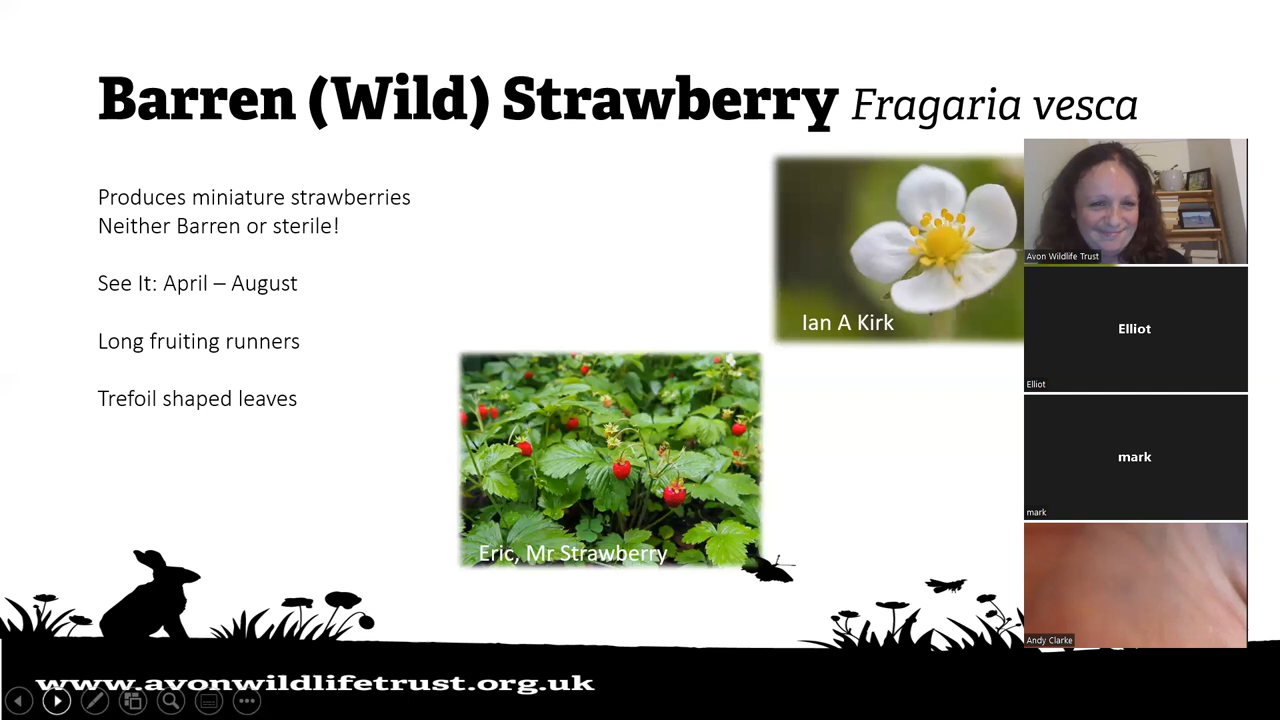 Barren (Wild) Strawberry Fragaria vesca
Produces miniature strawberries
Neither Barren or sterile!
See It: April – August
Long fruiting runners
Trefoil shaped leaves
Ian A Kirk
Eric, Mr Strawberry
Avon Wildlife Trust
Elliot
Elliot
mark
mark
Andy Clarke
www.avonwildlifetrust.org.uk